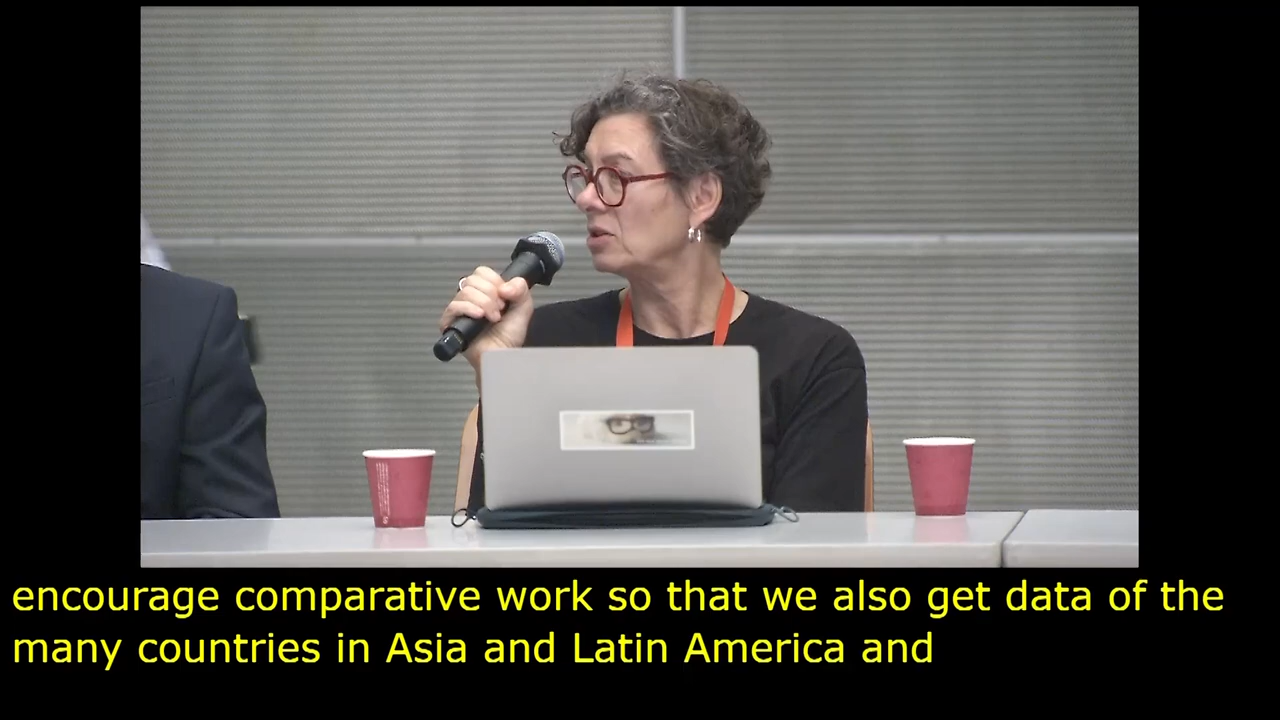 encourage comparative work so that we also get data of the
many countries in Asia and Latin America and